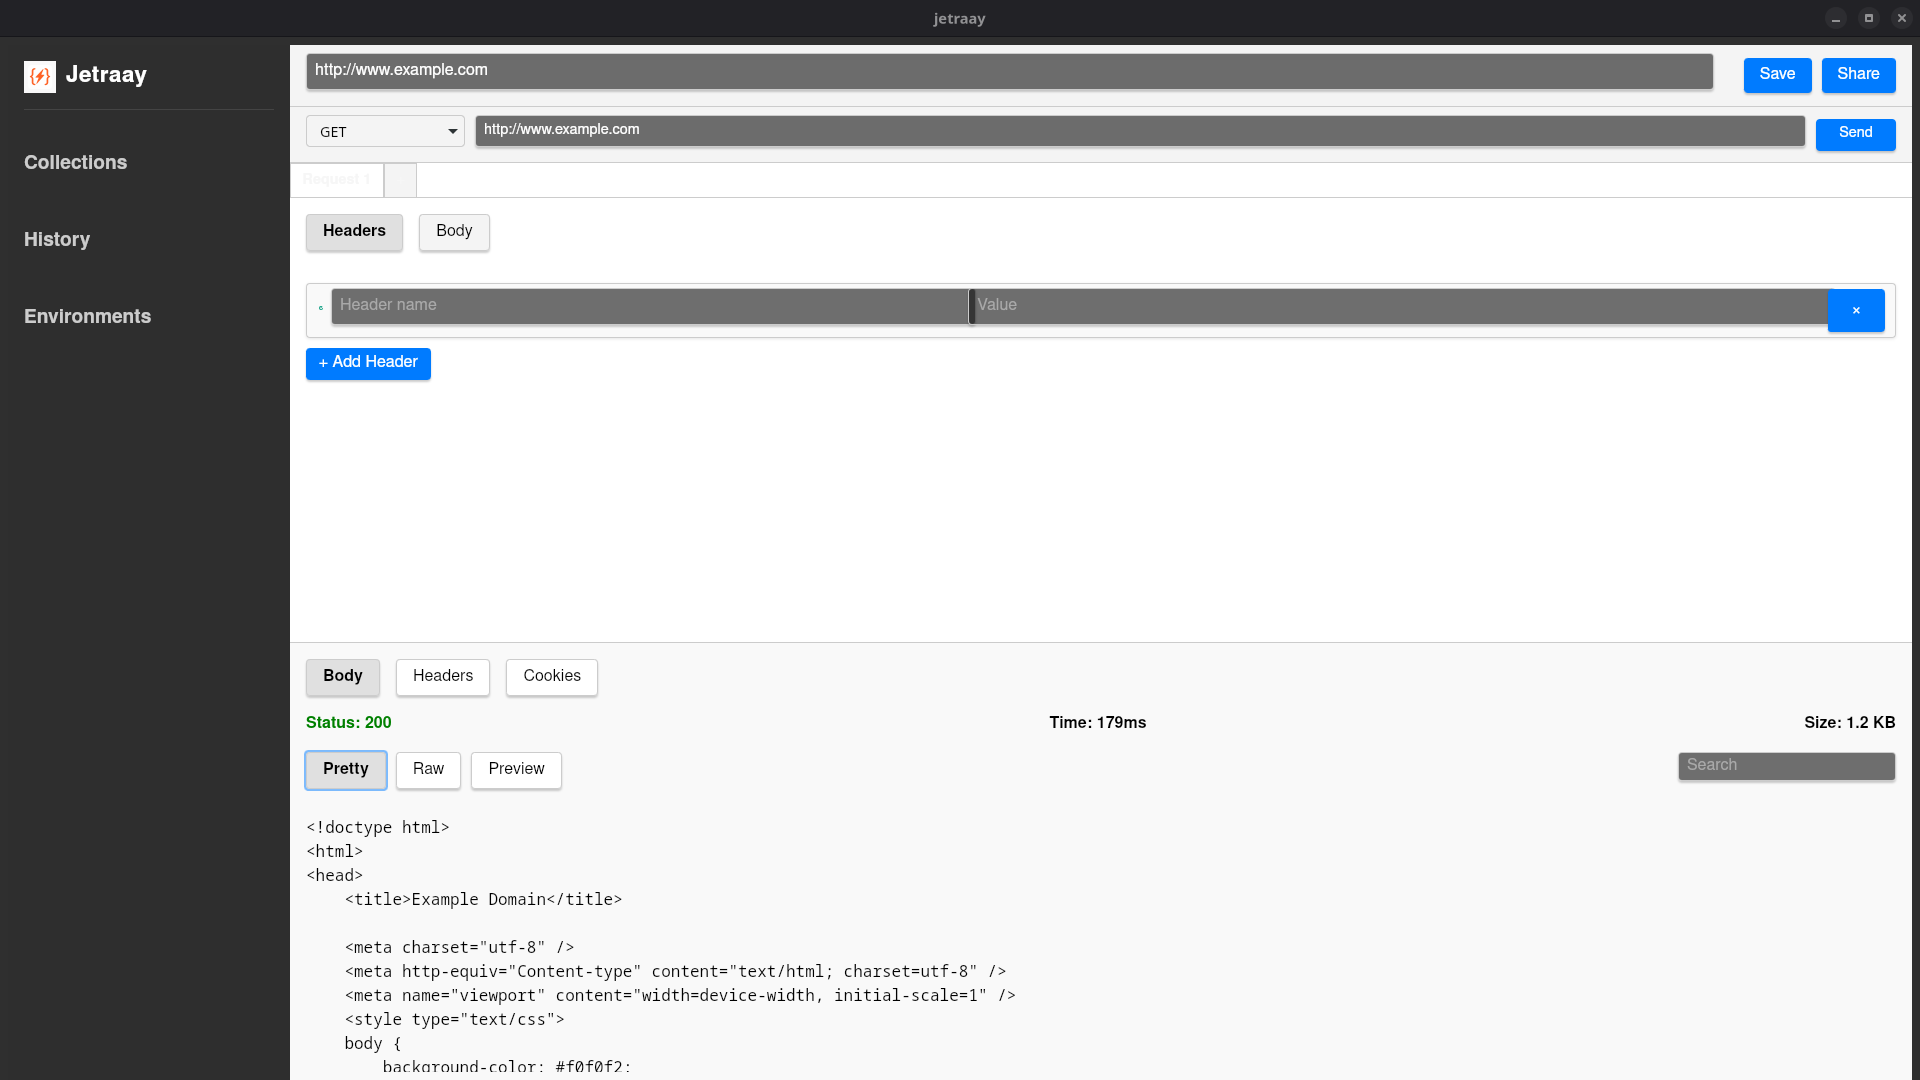 jetraay
Jetraay
http://www.example.com
Save
Share
GET
http://www.example.com
Send
Collections
Request 1
History
Headers
Body
Environments
Header name
Value
×
+ Add Header
Body
Headers
Cookies
Status: 200
Time: 179ms
Size: 1.2 KB
Pretty
Raw
Preview
Search
<!doctype html>
<html>
<head>
    <title>Example Domain</title>
    <meta charset="utf-8" />
    <meta http-equiv="Content-type" content="text/html; charset=utf-8" />
    <meta name="viewport" content="width=device-width, initial-scale=1" />
    <style type="text/css">
    body {
        background-color: #f0f0f2;